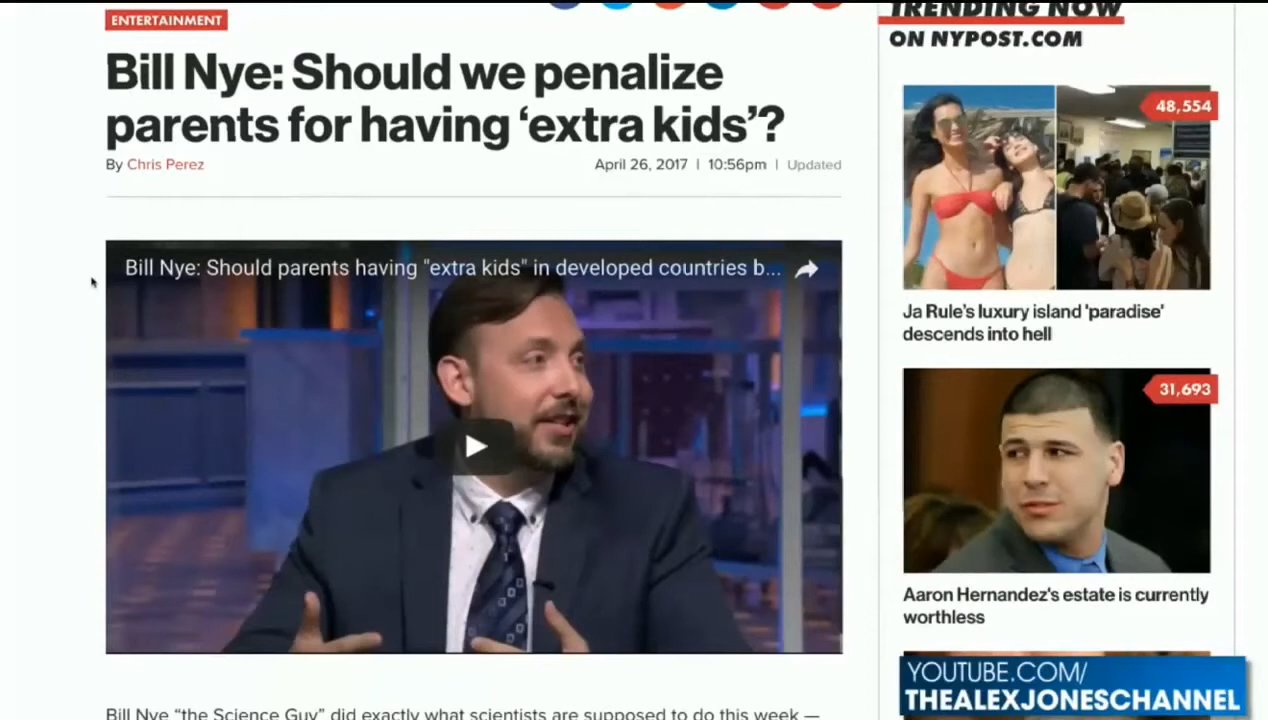 ENTERTAINMENT
Bill Nye: Should we penalize
parents for having ‘extra kids’?
By Chris Perez
April 26, 2017 | 10:56pm | Updated
Bill Nye: Should parents having "extra kids" in developed countries b...
Bill Nye “the Science Guy” did exactly what scientists are supposed to do this week —
TRENDING NOW
ON NYPOST.COM
48,554
Ja Rule's luxury island 'paradise'
descends into hell
31,693
Aaron Hernandez's estate is currently
worthless
YOUTUBE.COM/
THEALEXJONESCHANNEL